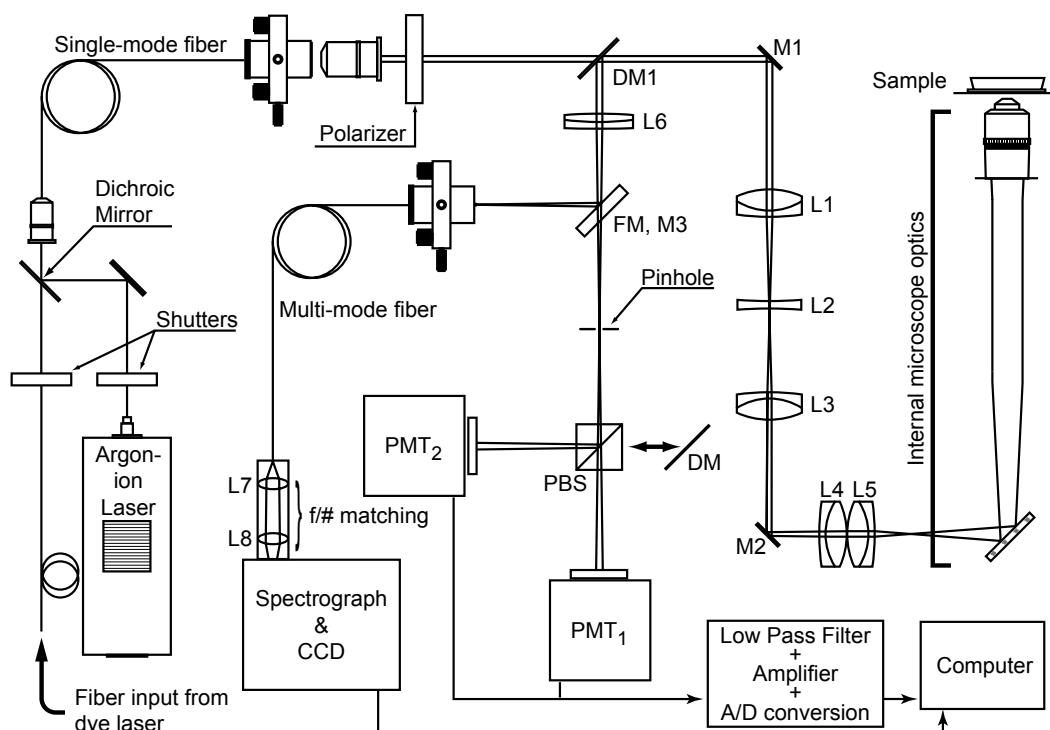 Single-mode fiber
M1
DM1
Sample
L6
Polarizer
Dichroic
Mirror
L1
FM, M3
Internal microscope optics
Pinhole
Multi-mode fiber
L2
Shutters
L3
PMT2
DM
PBS
Argon-
ion
Laser
L7
f/# matching
L8
L4 L5
M2
Spectrograph
&
CCD
PMT1
Low Pass Filter
+
Amplifier
+
A/D conversion
Computer
Fiber input from
dye laser